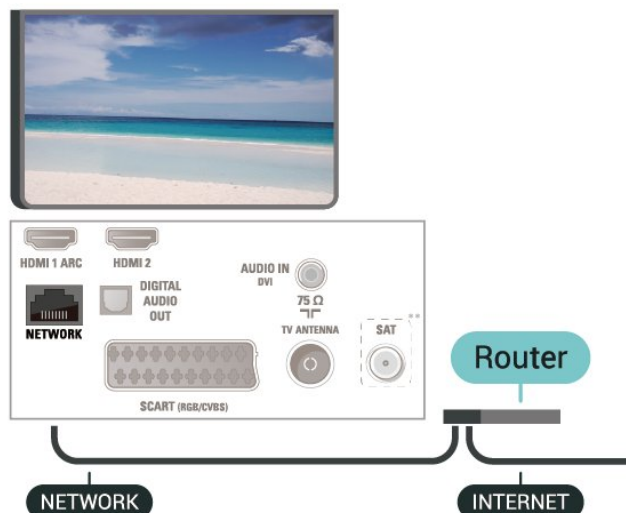 HDMI 1 ARC
HDMI 2
AUDIO IN
DVI
DIGITAL
AUDIO
OUT
75 Ω
NETWORK
TV ANTENNA
SAT
**
SCART (RGB/CVBS)
Router
NETWORK
INTERNET